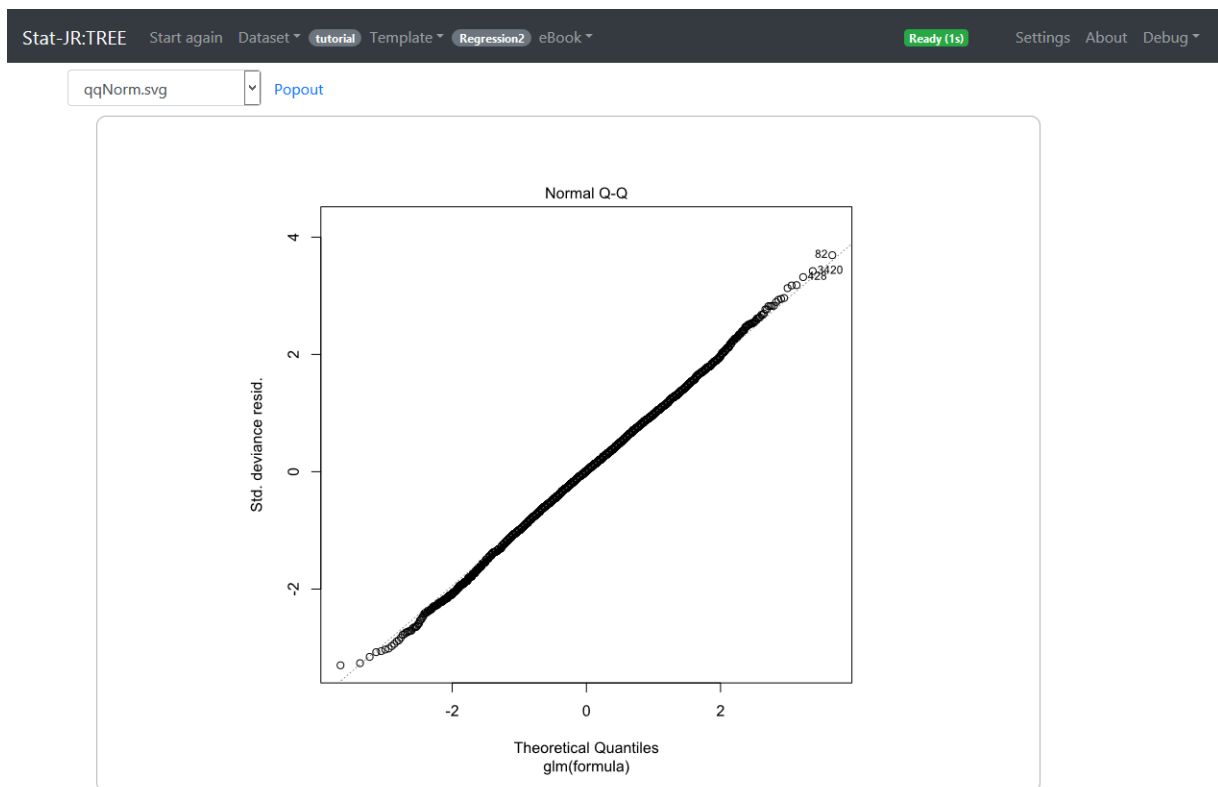 Stat-JR:TREE Start again Dataset tutorial Template Regression2 eBook Ready (1s) Settings About Debug
qqNorm.svg Popout
Normal Q-Q
4
82
3420
428
2
Std. deviance resid.
0
-2
-2 0 2
Theoretical Quantiles
glm(formula)